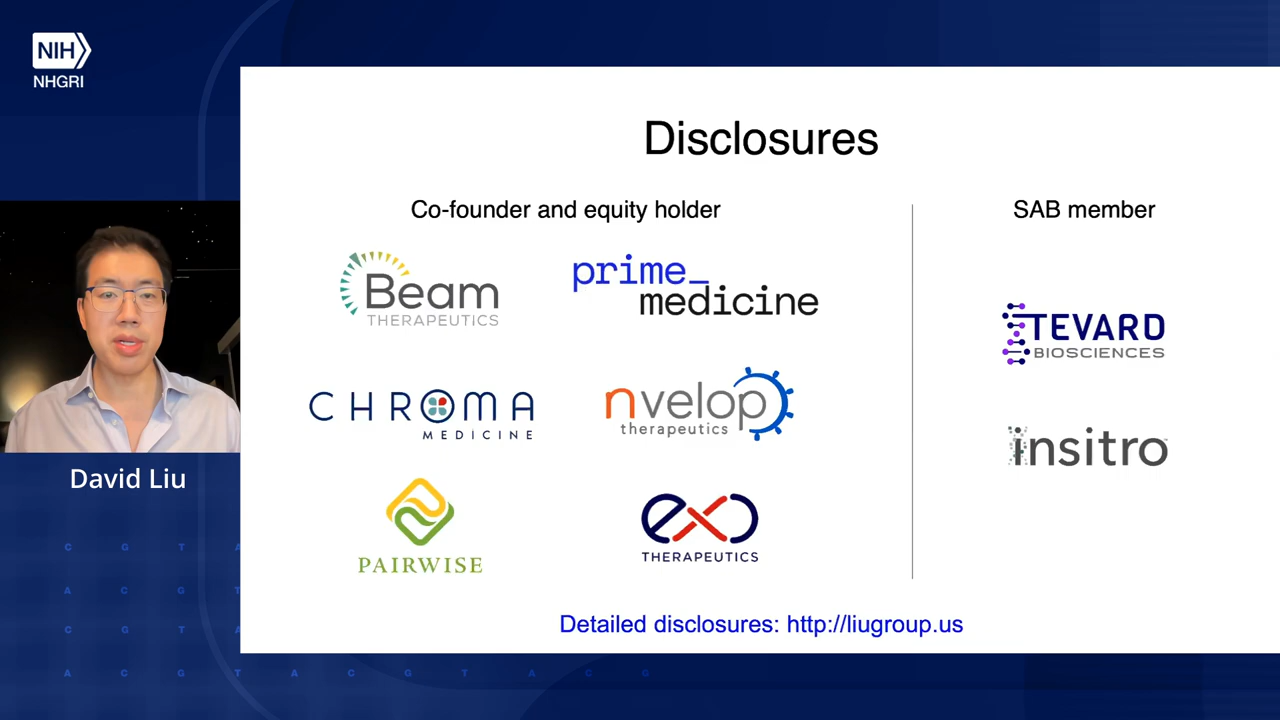 NIH
NHGRI
Disclosures
Co-founder and equity holder
SAB member
Beam
THERAPEUTICS
prime_
medicine
CHROMA
MEDICINE
nvelop
therapeutics
PAIRWISE
exo
THERAPEUTICS
TEVARD
BIOSCIENCES
insitro
Detailed disclosures: http://liugroup.us
David Liu
C G T A
A C G T
C G T A
A C G T A C G T A C G